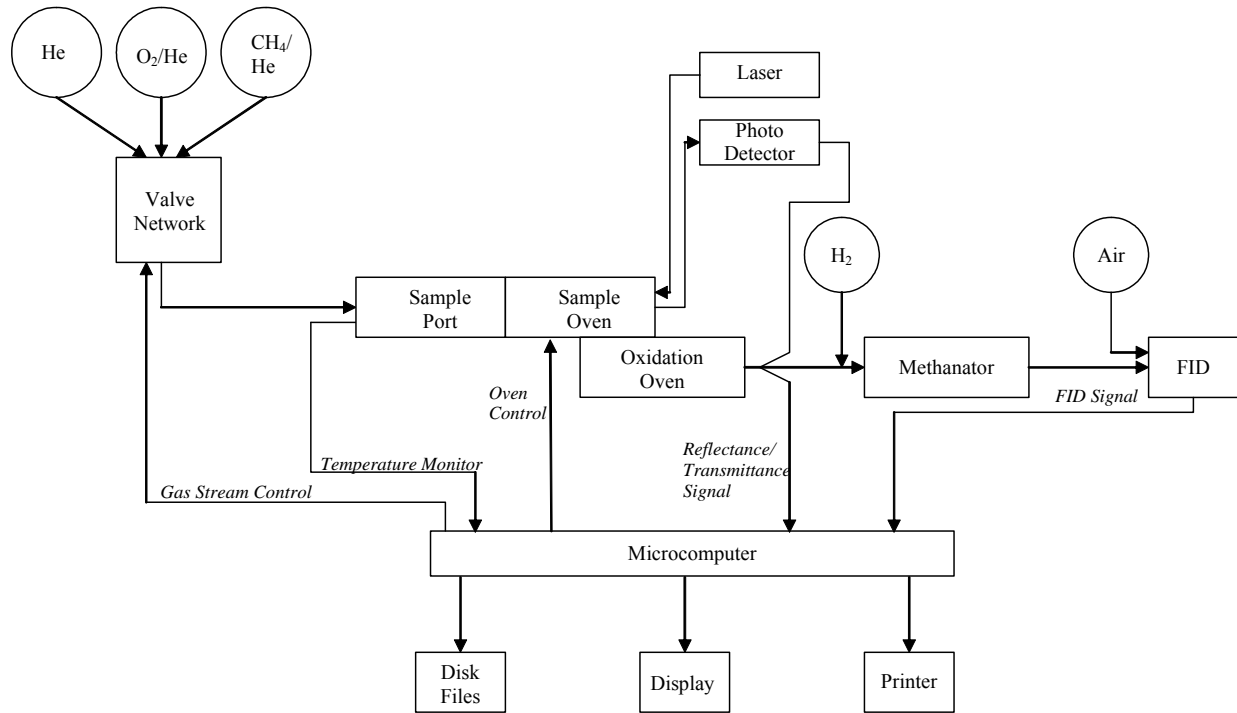 He
O₂/He
CH₄/
He
Laser
Photo
Detector
Valve
Network
H₂
Air
Sample
Port
Sample
Oven
Oxidation
Oven
Methanator
FID
Oven
Control
FID Signal
Reflectance/
Transmittance
Signal
Temperature Monitor
Gas Stream Control
Microcomputer
Disk
Files
Display
Printer